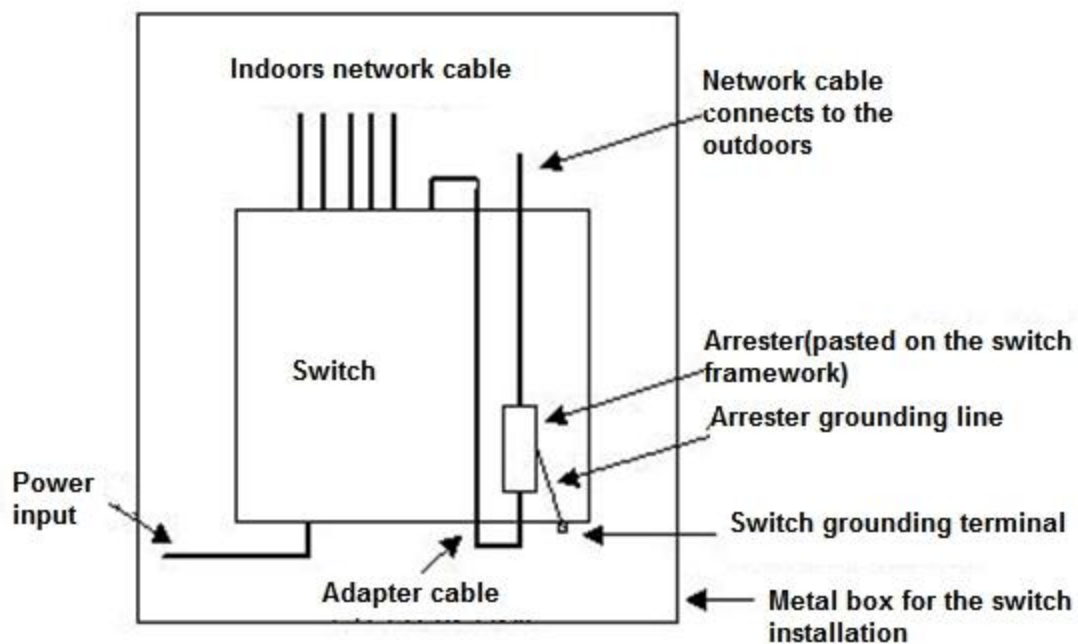 Indoors network cable
Network cable
connects to the
outdoors
Switch
Arrester(pasted on the switch
framework)
Arrester grounding line
Power
input
Switch grounding terminal
Adapter cable
Metal box for the switch
installation